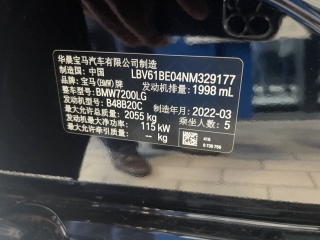 华晨宝马汽车有限公司制造
制造国：中国 LBV61BE04NM329177
品牌：宝马(BMW)牌 发动机排量：1998 mL
整车型号：BMW7200LG
发动机型号：B48B20C 制造年月：2022-03
最大允许总质量：2055 kg 乘坐人数：5
发动机最大净功率：115 kW
最大允许牵引质量：-- kg